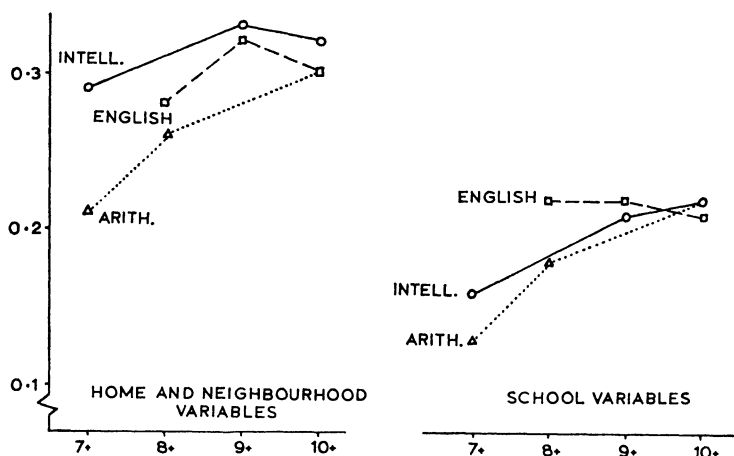 INTELL.
0.3
ENGLISH
ENGLISH
0.2
ARITH.
INTELL.
ARITH.
0.1
HOME AND NEIGHBOURHOOD
VARIABLES
SCHOOL VARIABLES
7+ 8+ 9+ 10+
7+ 8+ 9+ 10+